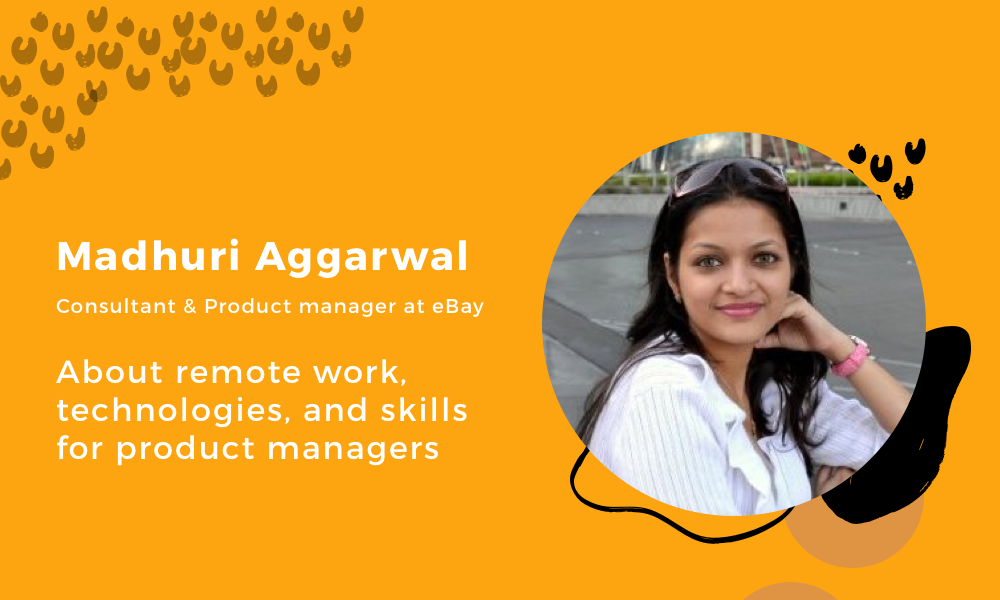 Madhuri Aggarwal
Consultant & Product manager at eBay
About remote work,
technologies, and skills
for product managers